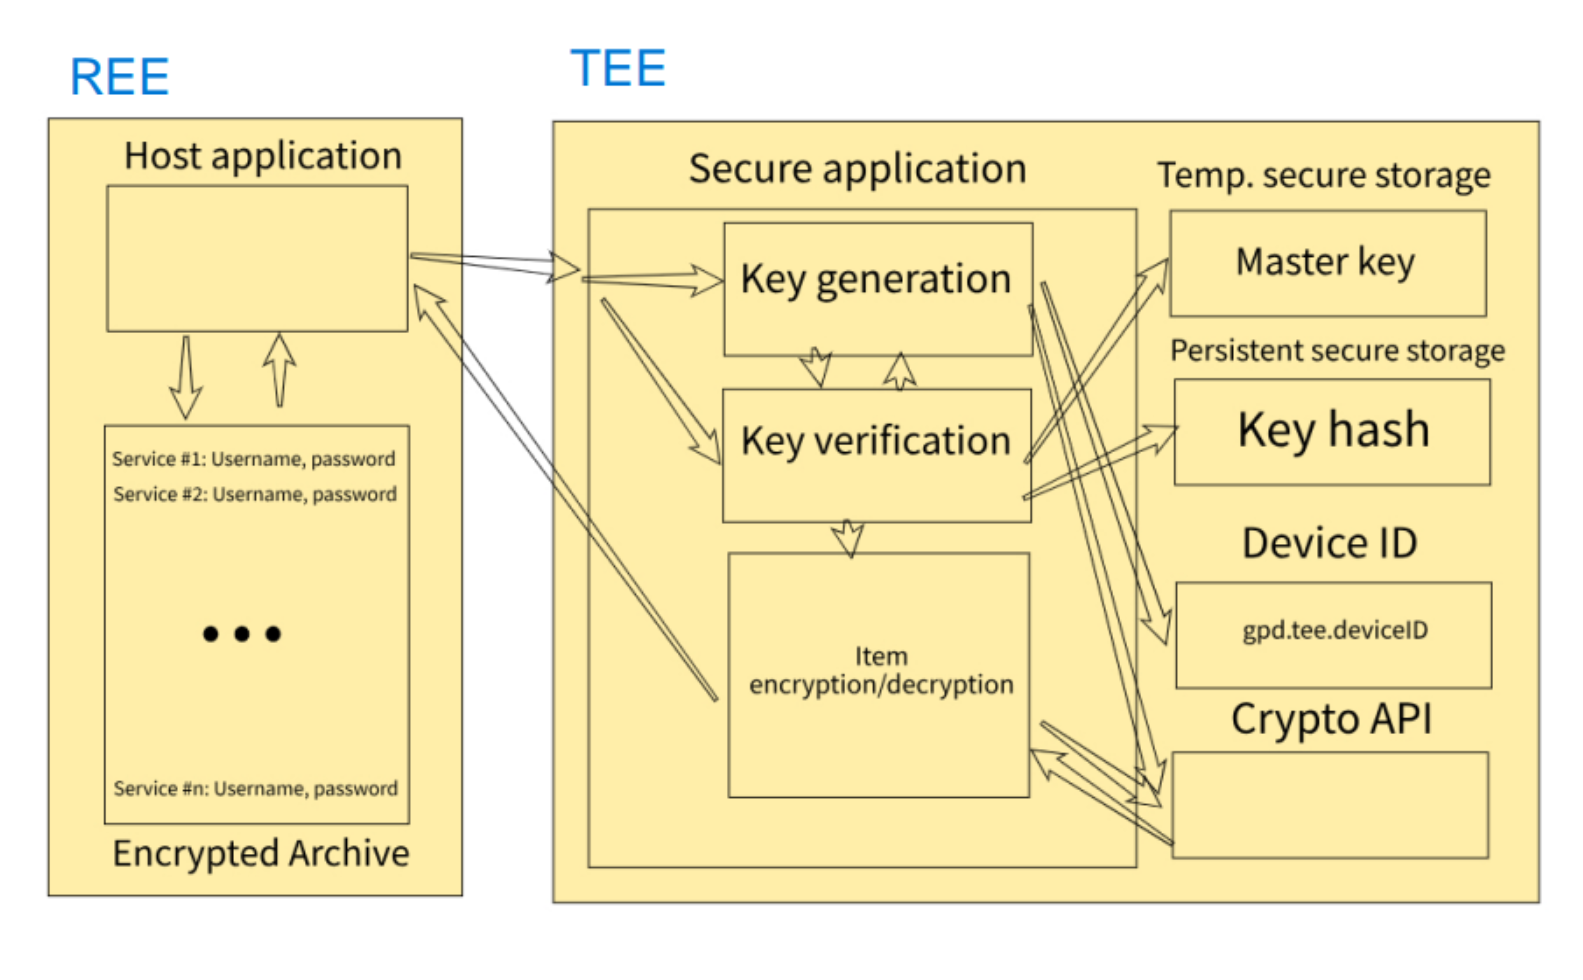 REE
Host application
Service #1: Username, password
Service #2: Username, password
Service #n: Username, password
Encrypted Archive
TEE
Secure application
Key generation
Key verification
Item
encryption/decryption
Temp. secure storage
Master key
Persistent secure storage
Key hash
Device ID
gpd.tee.deviceID
Crypto API